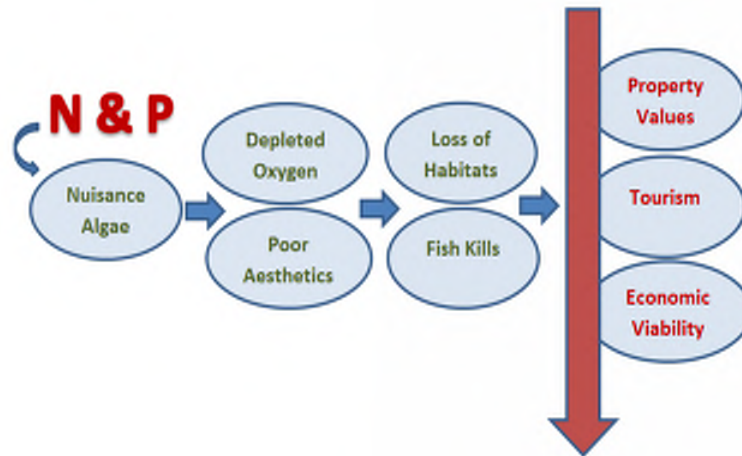 N & P
Nuisance
Algae
Depleted
Oxygen
Poor
Aesthetics
Loss of
Habitats
Fish Kills
Property
Values
Tourism
Economic
Viability